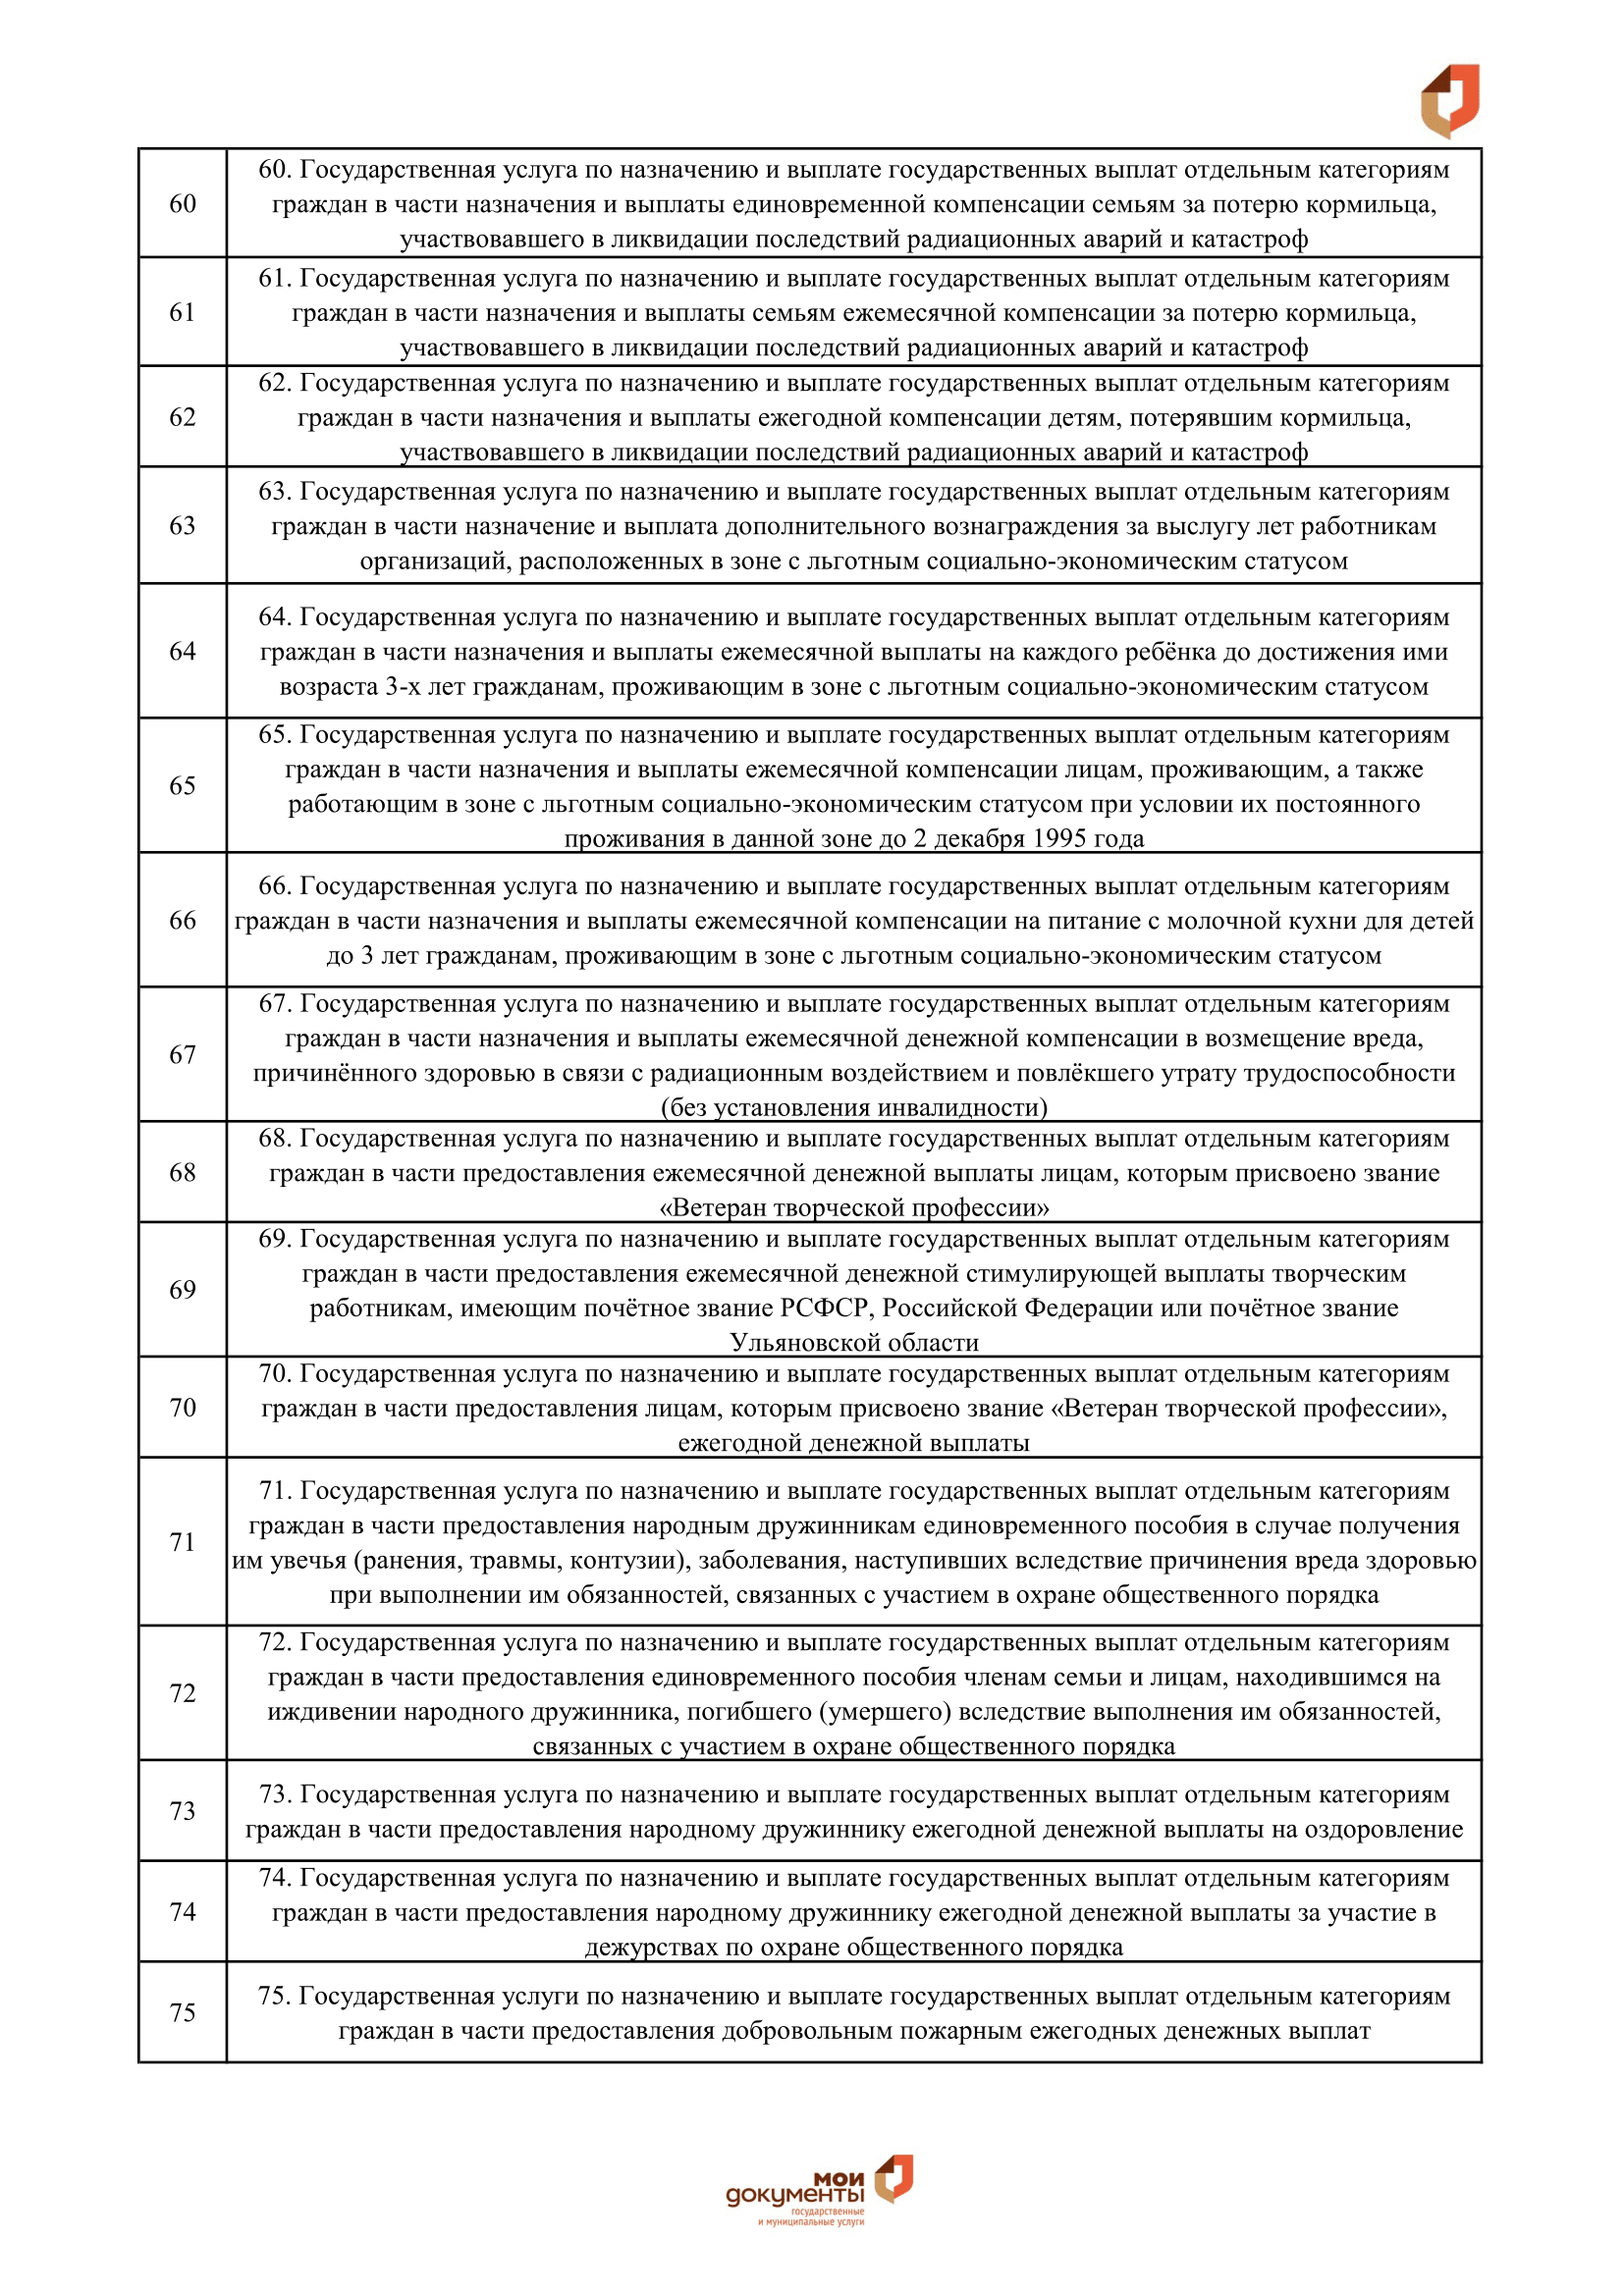 60
60. Государственная услуга по назначению и выплате государственных выплат отдельным категориям
граждан в части назначения и выплаты единовременной компенсации семьям за потерю кормильца,
участвовавшего в ликвидации последствий радиационных аварий и катастроф
61
61. Государственная услуга по назначению и выплате государственных выплат отдельным категориям
граждан в части назначения и выплаты семьям ежемесячной компенсации за потерю кормильца,
участвовавшего в ликвидации последствий радиационных аварий и катастроф
62
62. Государственная услуга по назначению и выплате государственных выплат отдельным категориям
граждан в части назначения и выплаты ежегодной компенсации детям, потерявшим кормильца,
участвовавшего в ликвидации последствий радиационных аварий и катастроф
63
63. Государственная услуга по назначению и выплате государственных выплат отдельным категориям
граждан в части назначение и выплата дополнительного вознаграждения за выслугу лет работникам
организаций, расположенных в зоне с льготным социально-экономическим статусом
64
64. Государственная услуга по назначению и выплате государственных выплат отдельным категориям
граждан в части назначения и выплаты ежемесячной выплаты на каждого ребёнка до достижения ими
возраста 3-х лет гражданам, проживающим в зоне с льготным социально-экономическим статусом
65
65. Государственная услуга по назначению и выплате государственных выплат отдельным категориям
граждан в части назначения и выплаты ежемесячной компенсации лицам, проживающим, а также
работающим в зоне с льготным социально-экономическим статусом при условии их постоянного
проживания в данной зоне до 2 декабря 1995 года
66
66. Государственная услуга по назначению и выплате государственных выплат отдельным категориям
граждан в части назначения и выплаты ежемесячной компенсации на питание с молочной кухни для детей
до 3 лет гражданам, проживающим в зоне с льготным социально-экономическим статусом
67
67. Государственная услуга по назначению и выплате государственных выплат отдельным категориям
граждан в части назначения и выплаты ежемесячной денежной компенсации в возмещение вреда,
причинённого здоровью в связи с радиационным воздействием и повлёкшего утрату трудоспособности
(без установления инвалидности)
68
68. Государственная услуга по назначению и выплате государственных выплат отдельным категориям
граждан в части предоставления ежемесячной денежной выплаты лицам, которым присвоено звание
«Ветеран творческой профессии»
69
69. Государственная услуга по назначению и выплате государственных выплат отдельным категориям
граждан в части предоставления ежемесячной денежной стимулирующей выплаты творческим
работникам, имеющим почётное звание РСФСР, Российской Федерации или почётное звание
Ульяновской области
70
70. Государственная услуга по назначению и выплате государственных выплат отдельным категориям
граждан в части предоставления лицам, которым присвоено звание «Ветеран творческой профессии»,
ежегодной денежной выплаты
71
71. Государственная услуга по назначению и выплате государственных выплат отдельным категориям
граждан в части предоставления народным дружинникам единовременного пособия в случае получения
им увечья (ранения, травмы, контузии), заболевания, наступивших вследствие причинения вреда здоровью
при выполнении им обязанностей, связанных с участием в охране общественного порядка
72
72. Государственная услуга по назначению и выплате государственных выплат отдельным категориям
граждан в части предоставления единовременного пособия членам семьи и лицам, находившимся на
иждивении народного дружинника, погибшего (умершего) вследствие выполнения им обязанностей,
связанных с участием в охране общественного порядка
73
73. Государственная услуга по назначению и выплате государственных выплат отдельным категориям
граждан в части предоставления народному дружиннику ежегодной денежной выплаты на оздоровление
74
74. Государственная услуга по назначению и выплате государственных выплат отдельным категориям
граждан в части предоставления народному дружиннику ежегодной денежной выплаты за участие в
дежурствах по охране общественного порядка
75
75. Государственная услуги по назначению и выплате государственных выплат отдельным категориям
граждан в части предоставления добровольным пожарным ежегодных денежных выплат
мои
документы
государственные
и муниципальные услуги